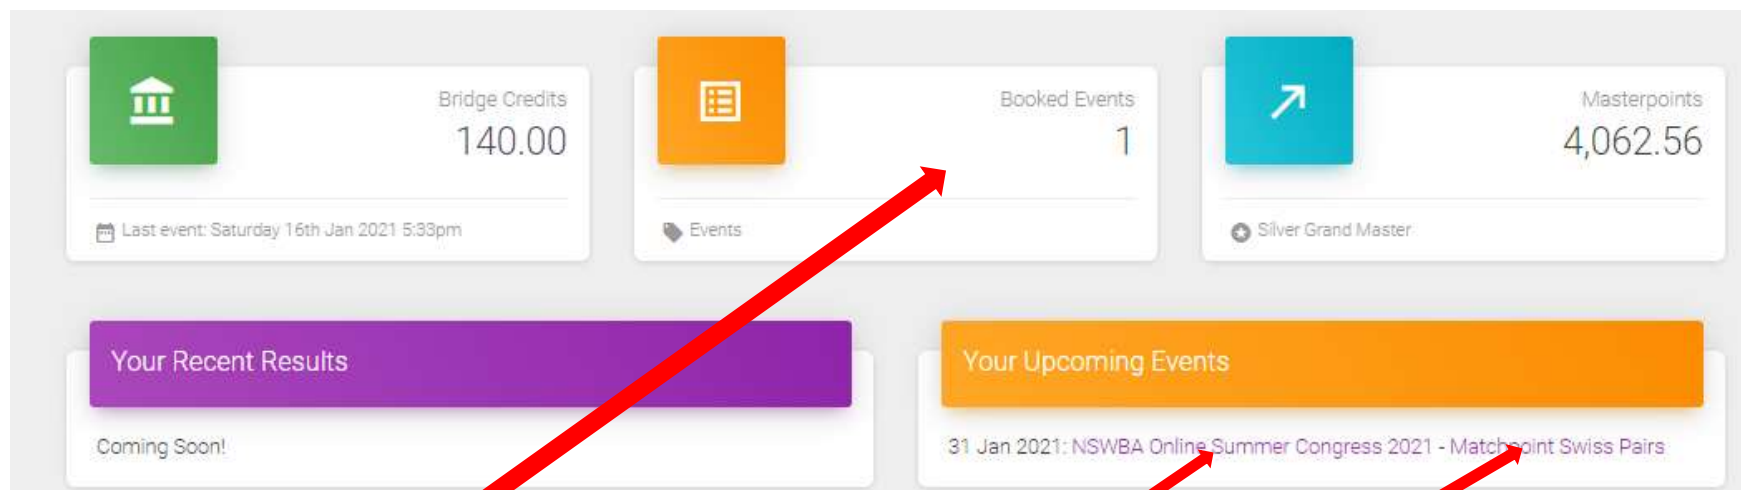 Bridge Credits
140.00
Last event: Saturday 16th Jan 2021 5:33pm
Booked Events
1
Events
Masterpoints
4,062.56
Silver Grand Master
Your Recent Results
Coming Soon!
Your Upcoming Events
31 Jan 2021: NSWBA Online Summer Congress 2021 - Matchpoint Swiss Pairs